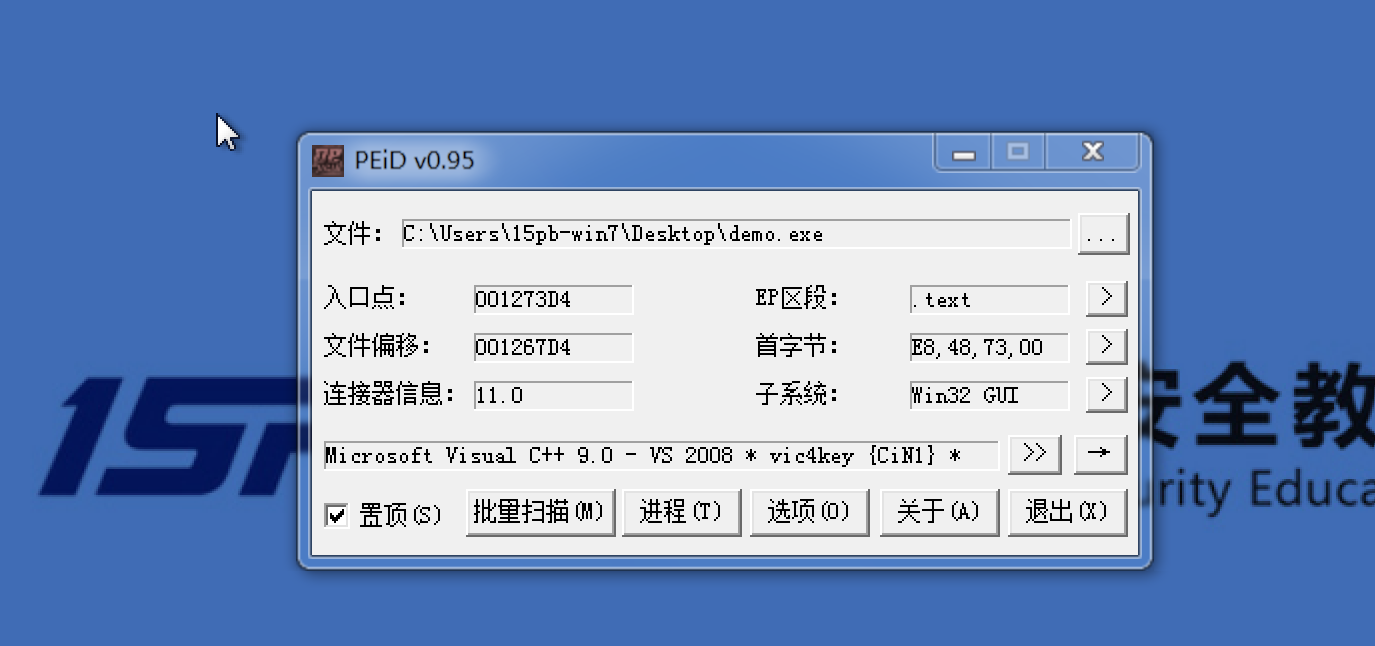 PEiD v0.95
文件: C:\Users\15pb-win7\Desktop\demo.exe ...
入口点: 001273D4 EP区段: .text >
文件偏移: 001267D4 首字节: E8,48,73,00 >
连接器信息: 11.0 子系统: Win32 GUI >
安全教
Microsoft Visual C++ 9.0 - VS 2008 * vic4key {CiN1} * >> →
urity Educa
置顶(S) 批量扫描(M) 进程(T) 选项(O) 关于(A) 退出(X)